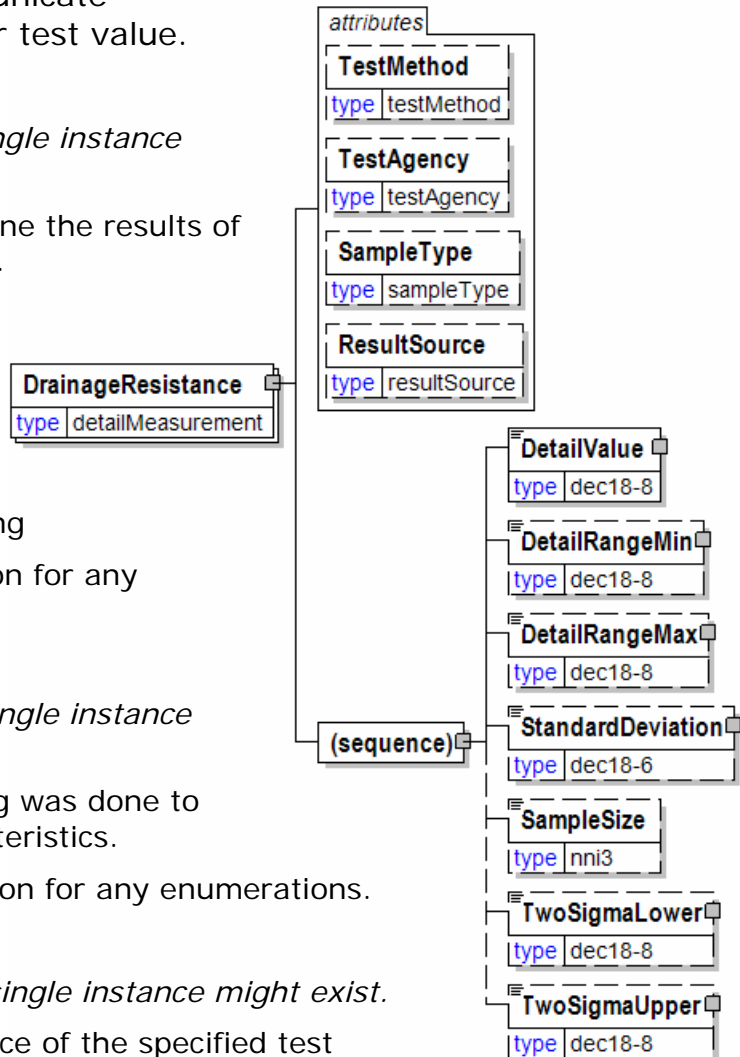 unicate
r test value.
ngle instance
ne the results of
.
ng
on for any
ngle instance
g was done to
teristics.
ion for any enumerations.
single instance might exist.
ce of the specified test
attributes
TestMethod
type testMethod
TestAgency
type testAgency
SampleType
type sampleType
ResultSource
type resultSource
DrainageResistance
type detailMeasurement
(sequence)
DetailValue
type dec18-8
DetailRangeMin
type dec18-8
DetailRangeMax
type dec18-8
StandardDeviation
type dec18-6
SampleSize
type nni3
TwoSigmaLower
type dec18-8
TwoSigmaUpper
type dec18-8